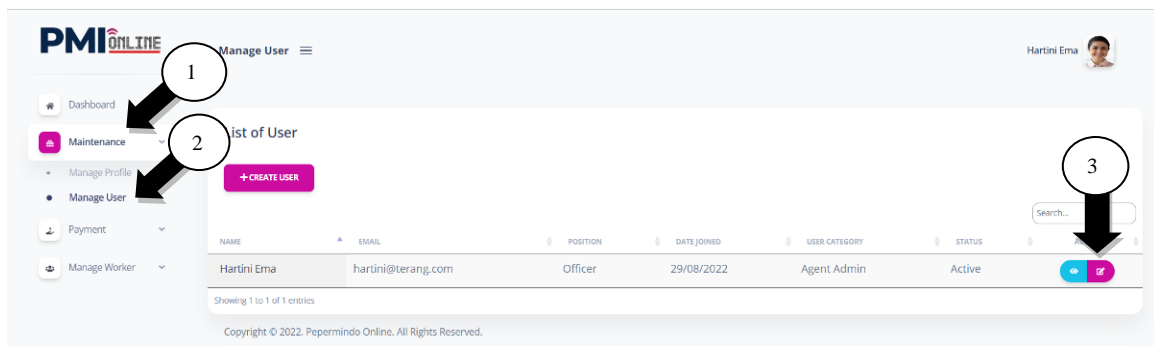 PMI ONLINE
Manage User
Hartini Ema
1
Dashboard
Maintenance
2
List of User
Manage Profile
+ CREATE USER
3
Manage User
Search...
Payment
NAME EMAIL POSITION DATE JOINED USER CATEGORY STATUS
Manage Worker
Hartini Ema hartini@terang.com Officer 29/08/2022 Agent Admin Active
Showing 1 to 1 of 1 entries
Copyright © 2022. Pepermindo Online. All Rights Reserved.